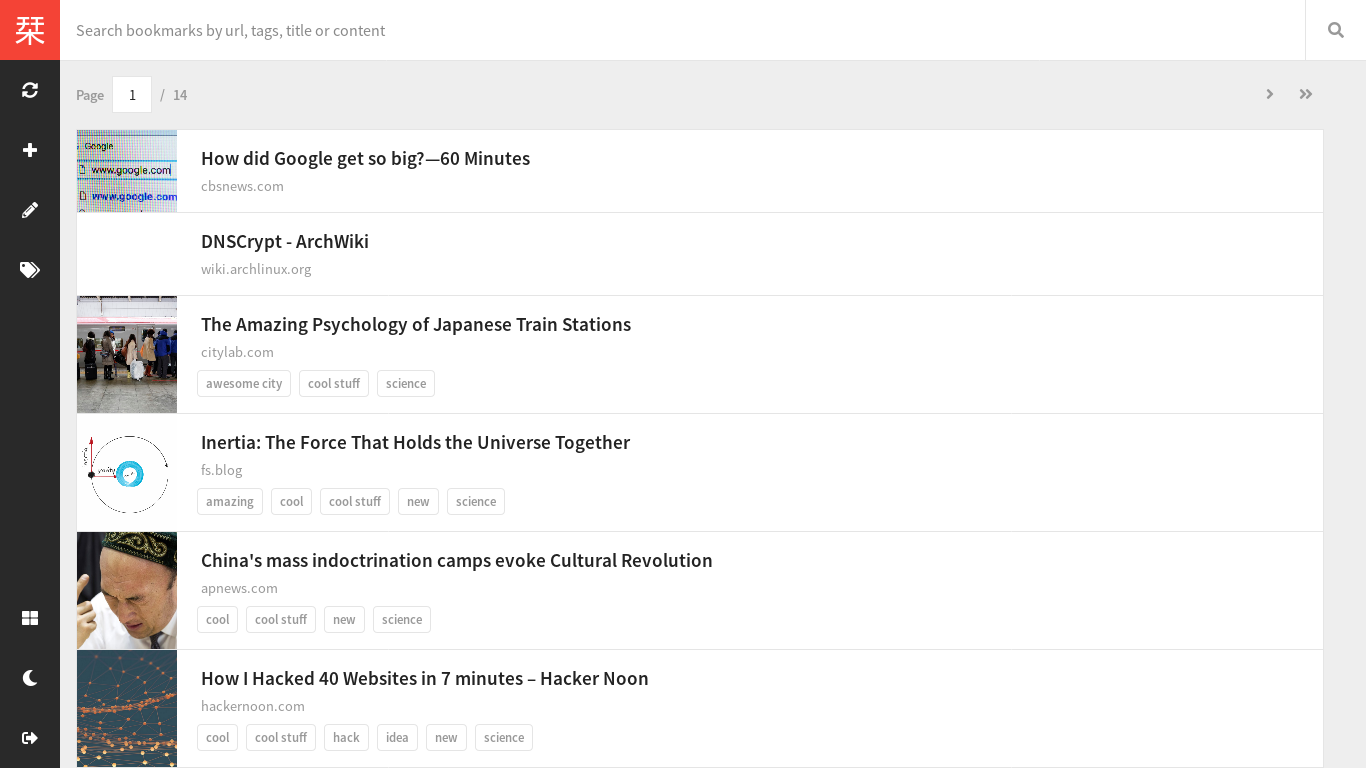 栞
Search bookmarks by url, tags, title or content
Page 1 / 14
Google
www.google.com
www.google.com
How did Google get so big?—60 Minutes
cbsnews.com
DNSCrypt - ArchWiki
wiki.archlinux.org
The Amazing Psychology of Japanese Train Stations
citylab.com
awesome city cool stuff science
Inertia: The Force That Holds the Universe Together
fs.blog
amazing cool cool stuff new science
China's mass indoctrination camps evoke Cultural Revolution
apnews.com
cool cool stuff new science
How I Hacked 40 Websites in 7 minutes – Hacker Noon
hackernoon.com
cool cool stuff hack idea new science